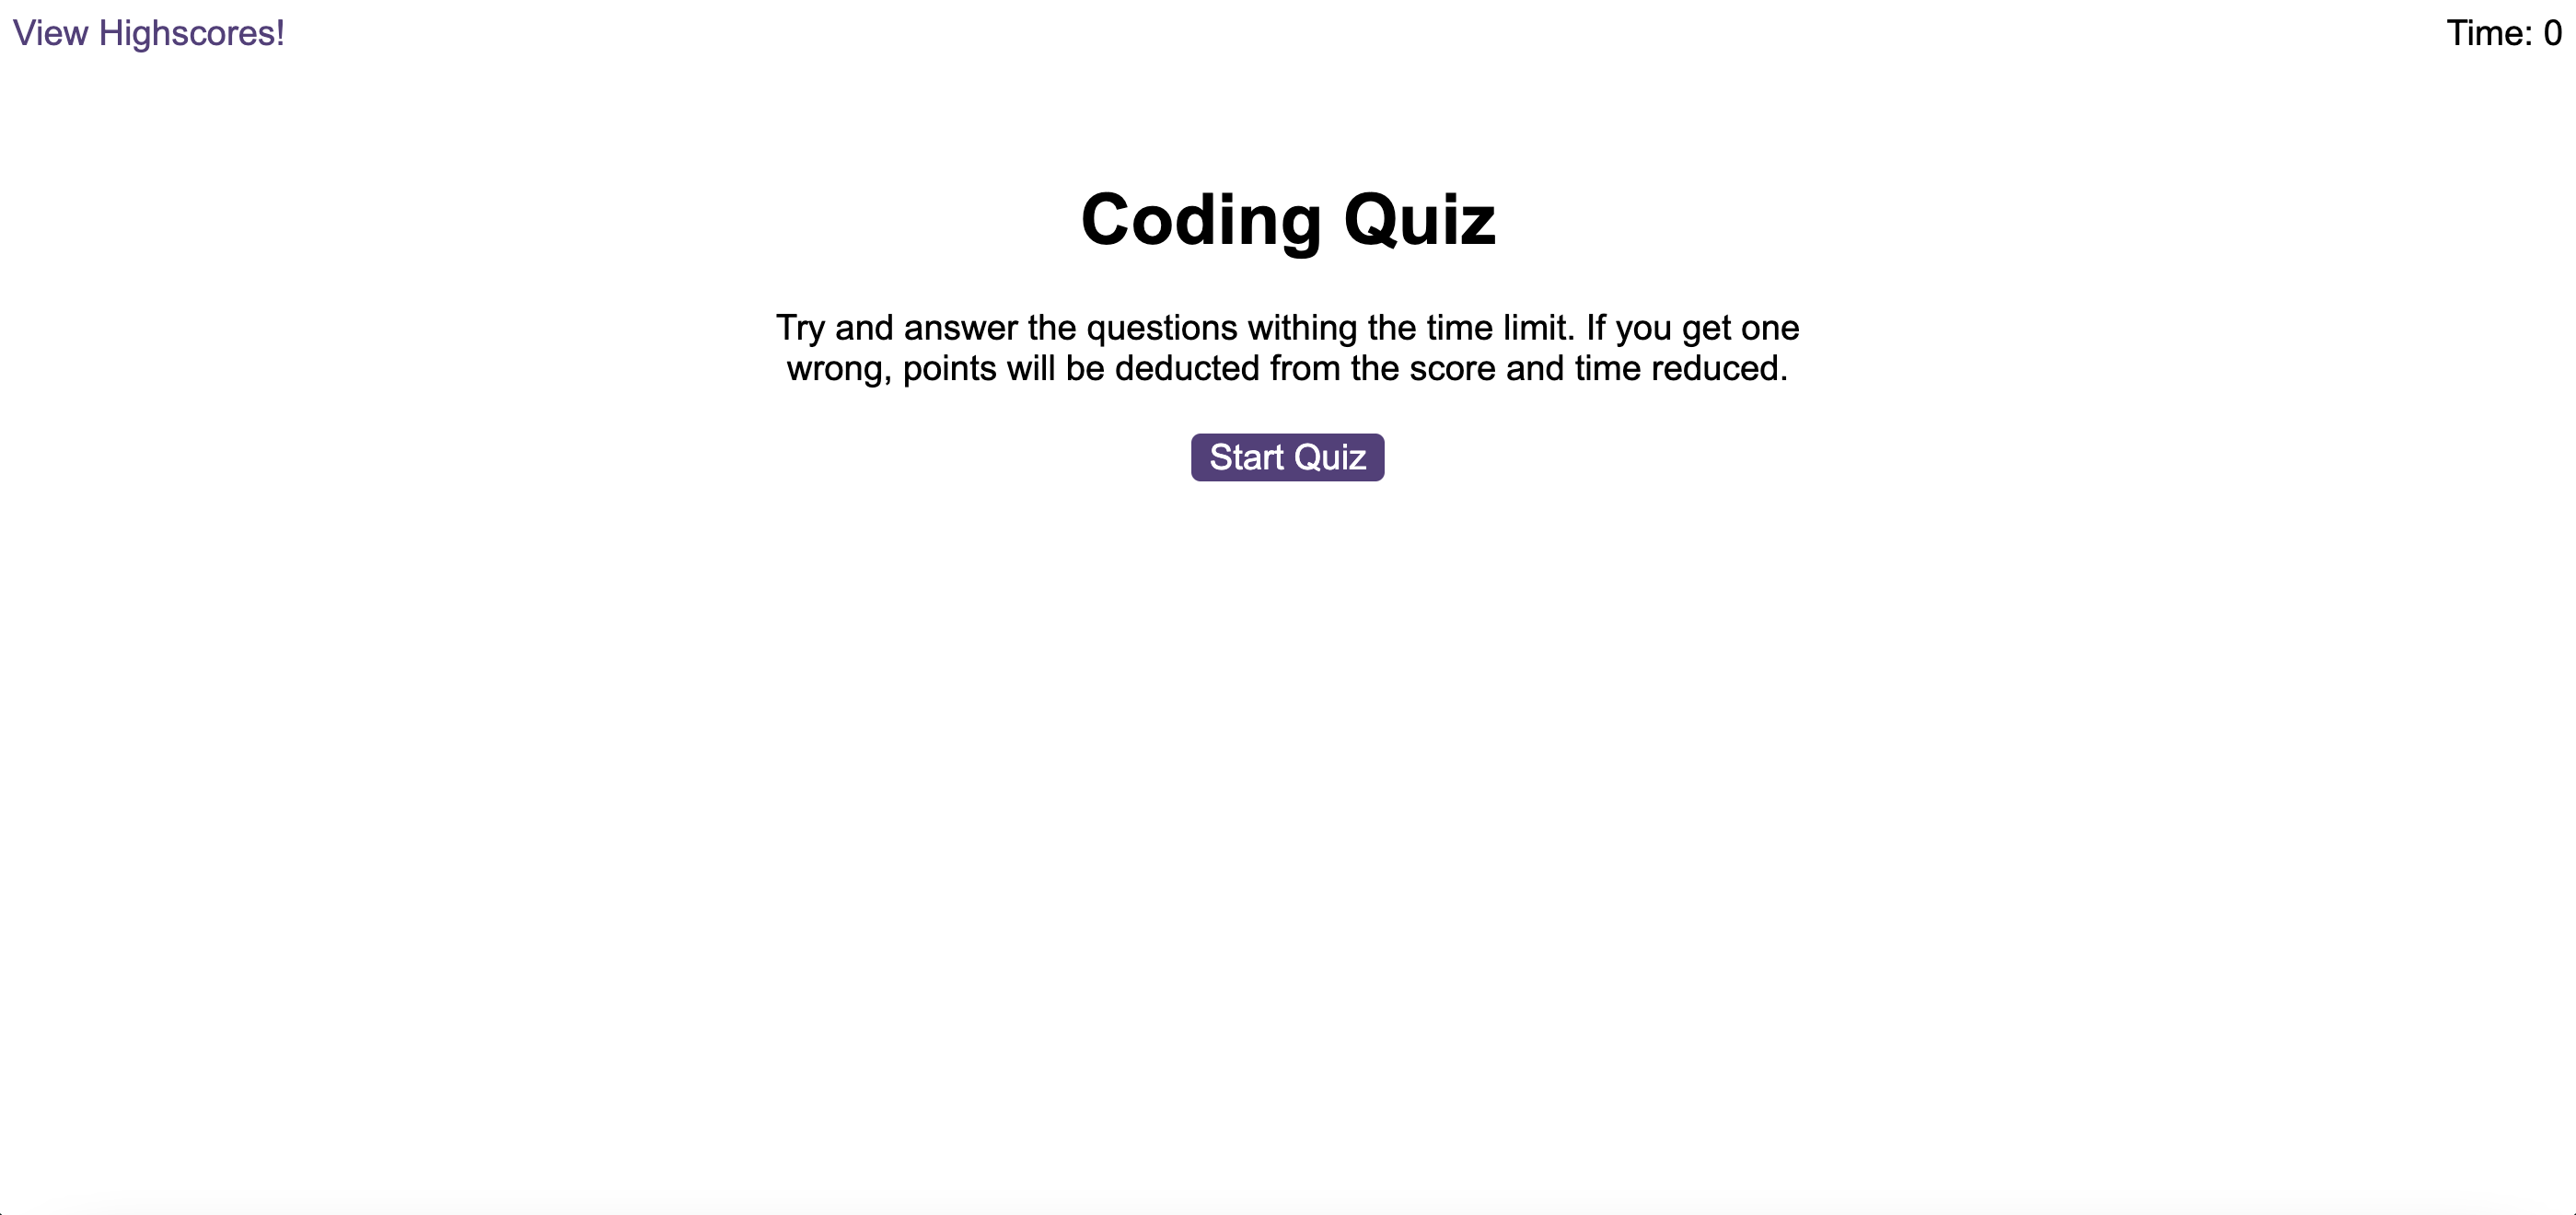 View Highscores!
Time: 0
Coding Quiz
Try and answer the questions withing the time limit. If you get one
wrong, points will be deducted from the score and time reduced.
Start Quiz